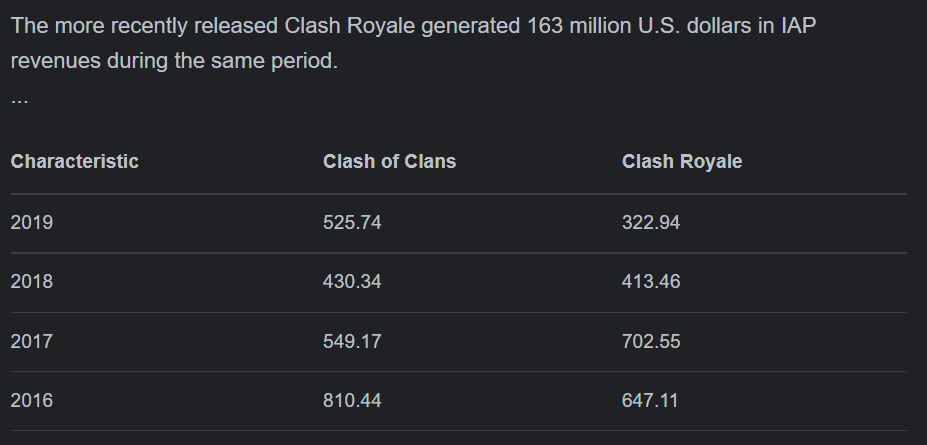 The more recently released Clash Royale generated 163 million U.S. dollars in IAP
revenues during the same period.
...
Characteristic Clash of Clans Clash Royale
2019 525.74 322.94
2018 430.34 413.46
2017 549.17 702.55
2016 810.44 647.11